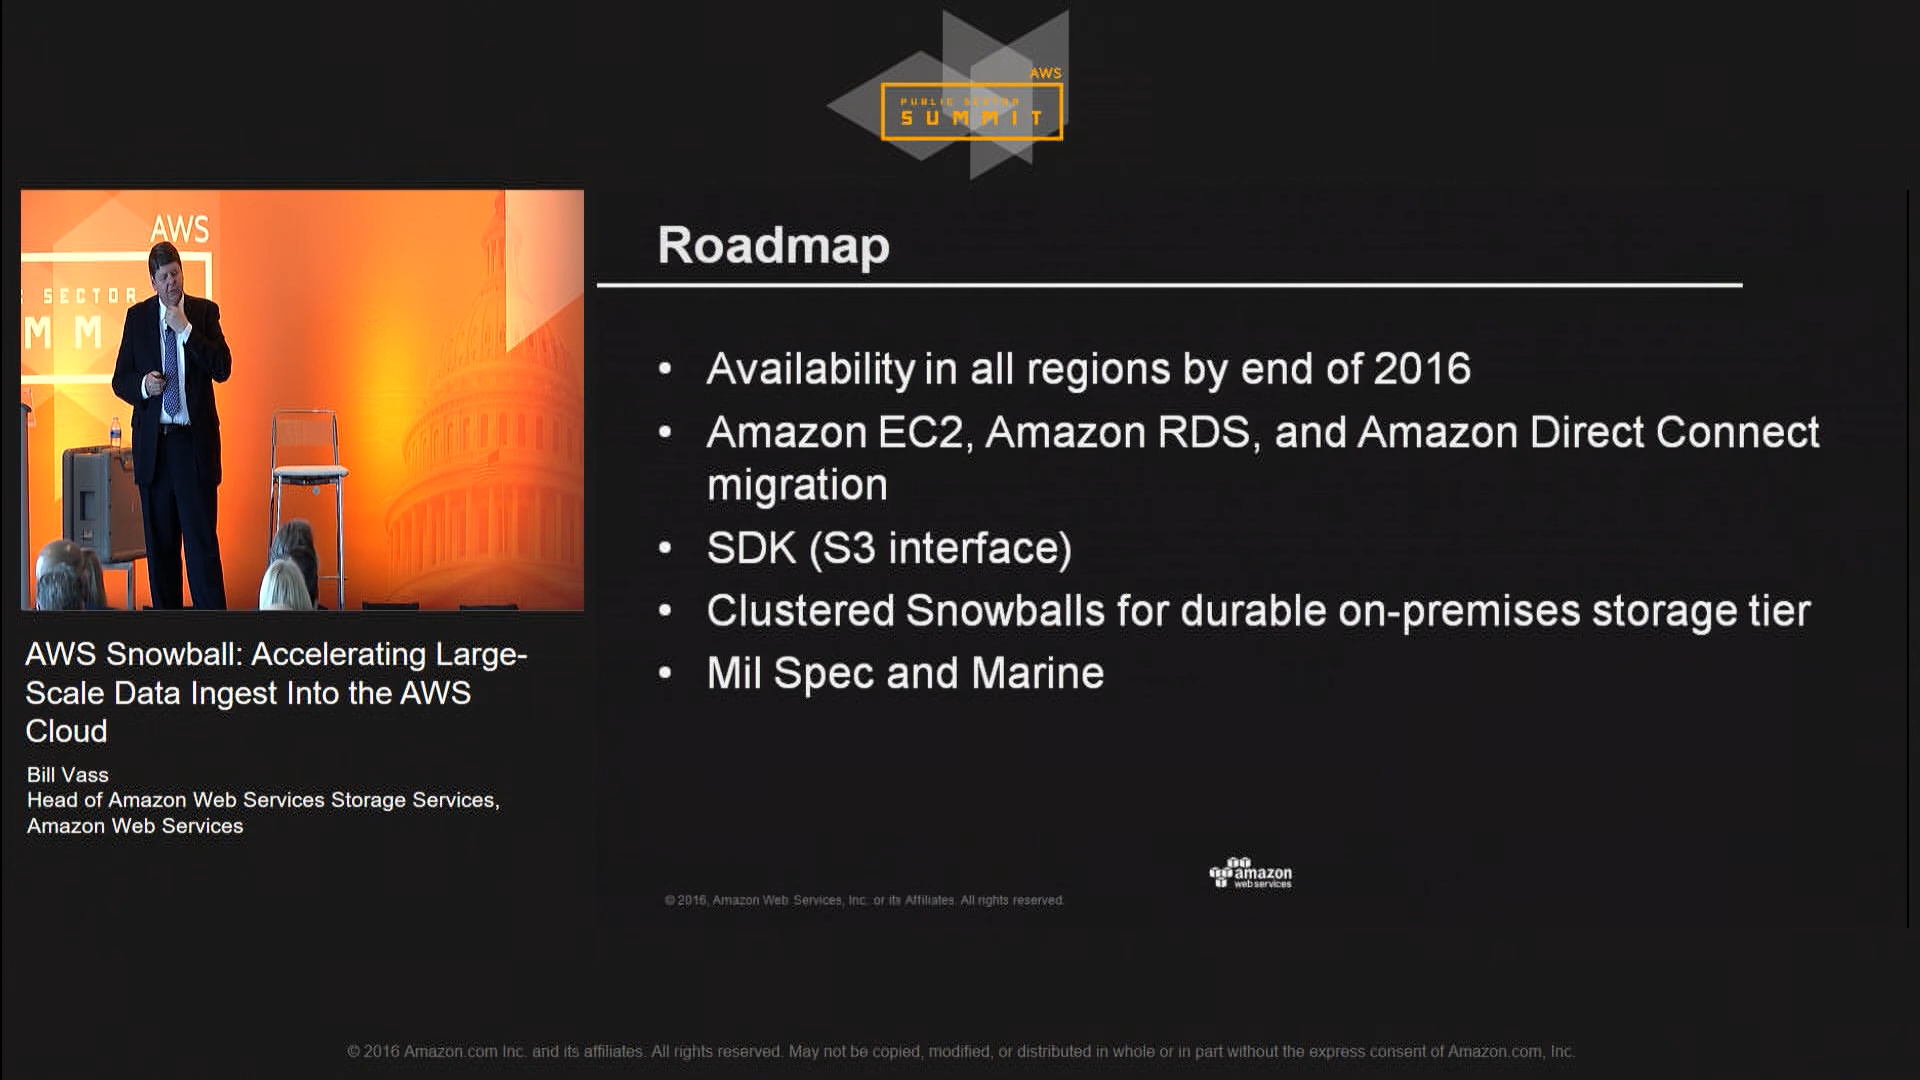 AWS
PUBLIC SECTOR
SUMMIT
AWS
SECTOR
MM
Roadmap
• Availability in all regions by end of 2016
• Amazon EC2, Amazon RDS, and Amazon Direct Connect
migration
• SDK (S3 interface)
• Clustered Snowballs for durable on-premises storage tier
• Mil Spec and Marine
AWS Snowball: Accelerating Large-
Scale Data Ingest Into the AWS
Cloud
Bill Vass
Head of Amazon Web Services Storage Services,
Amazon Web Services
amazon
web services
© 2016, Amazon Web Services, Inc. or its Affiliates. All rights reserved.
© 2016 Amazon.com Inc. and its affiliates. All rights reserved. May not be copied, modified, or distributed in whole or in part without the express consent of Amazon.com, Inc.